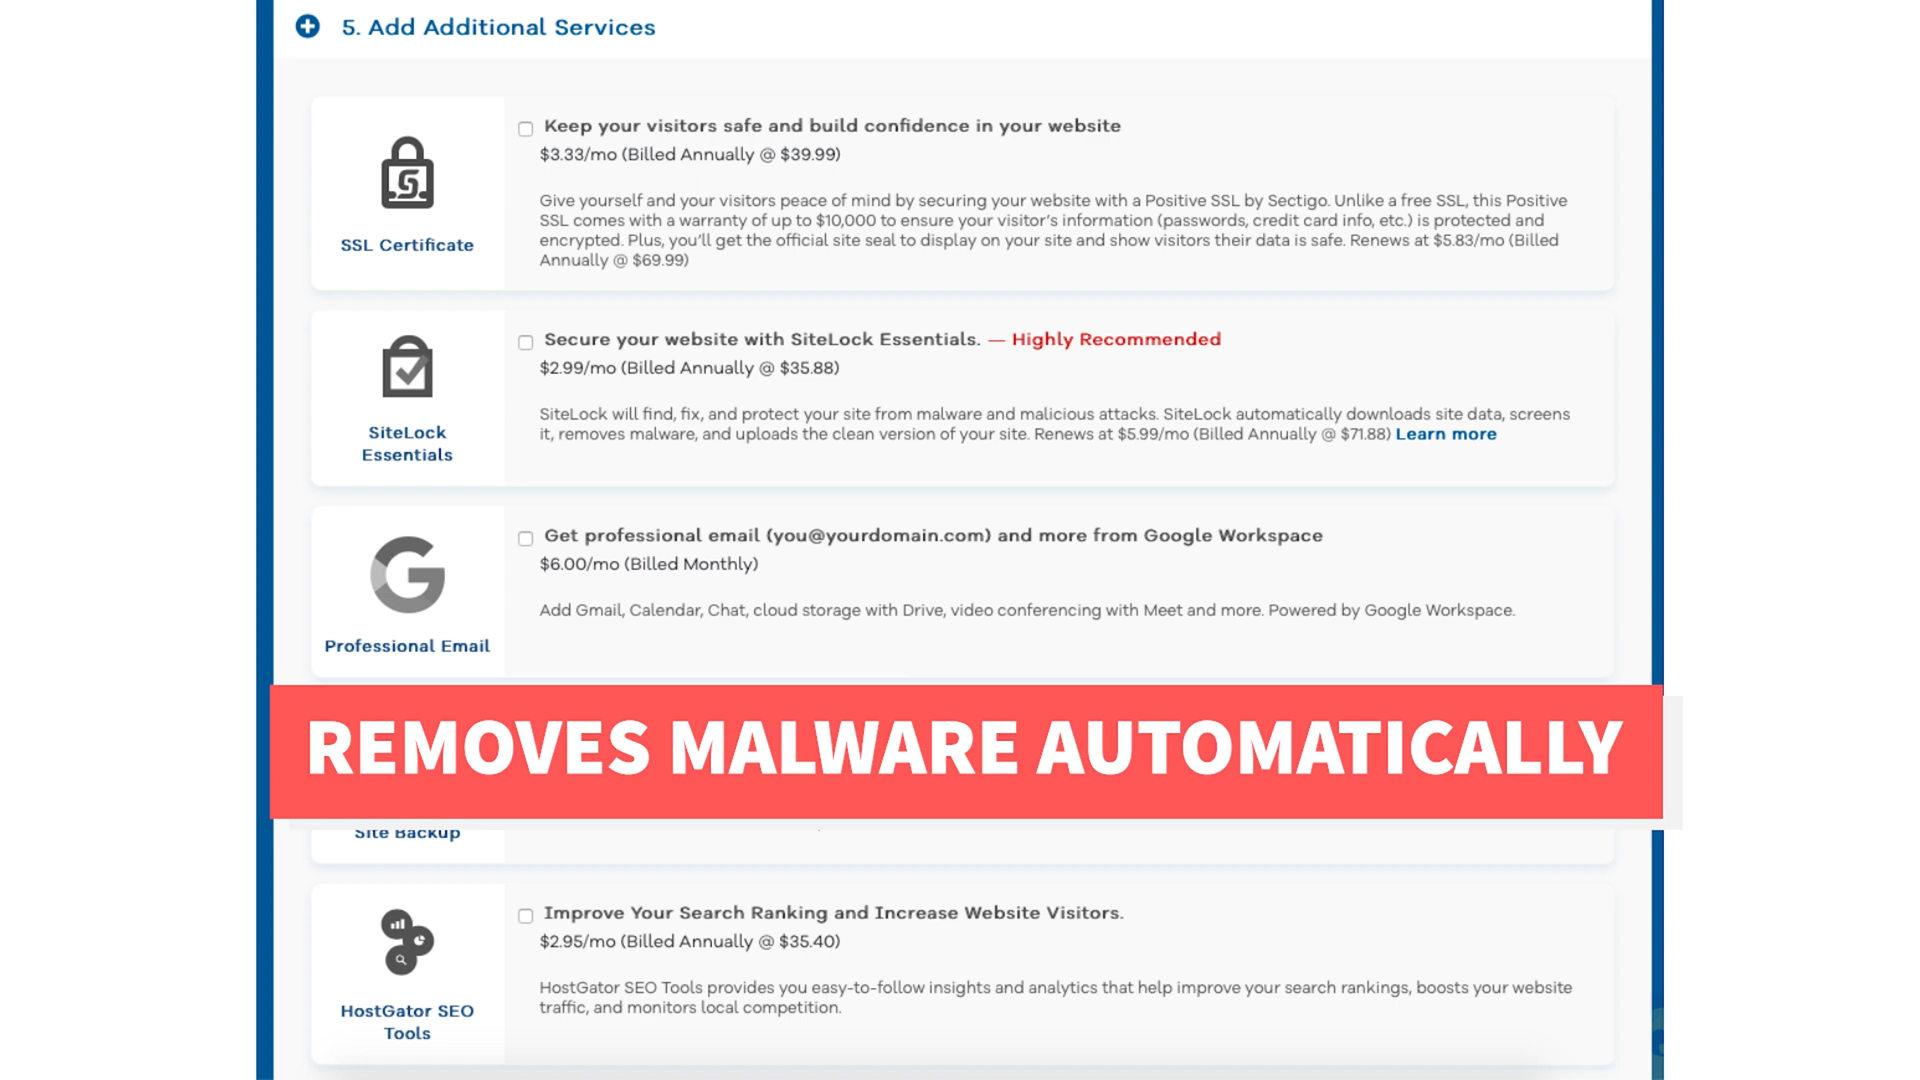 5. Add Additional Services
Keep your visitors safe and build confidence in your website
$3.33/mo (Billed Annually @ $39.99)
Give yourself and your visitors peace of mind by securing your website with a Positive SSL by Sectigo. Unlike a free SSL, this Positive
SSL comes with a warranty of up to $10,000 to ensure your visitor's information (passwords, credit card info, etc.) is protected and
encrypted. Plus, you'll get the official site seal to display on your site and show visitors their data is safe. Renews at $5.83/mo (Billed
Annually @ $69.99)
SSL Certificate
Secure your website with SiteLock Essentials. — Highly Recommended
$2.99/mo (Billed Annually @ $35.88)
SiteLock will find, fix, and protect your site from malware and malicious attacks. SiteLock automatically downloads site data, screens
it, removes malware, and uploads the clean version of your site. Renews at $5.99/mo (Billed Annually @ $71.88) Learn more
SiteLock
Essentials
Get professional email (you@yourdomain.com) and more from Google Workspace
$6.00/mo (Billed Monthly)
Add Gmail, Calendar, Chat, cloud storage with Drive, video conferencing with Meet and more. Powered by Google Workspace.
Professional Email
REMOVES MALWARE AUTOMATICALLY
Site Backup
Improve Your Search Ranking and Increase Website Visitors.
$2.95/mo (Billed Annually @ $35.40)
HostGator SEO Tools provides you easy-to-follow insights and analytics that help improve your search rankings, boosts your website
traffic, and monitors local competition.
HostGator SEO
Tools